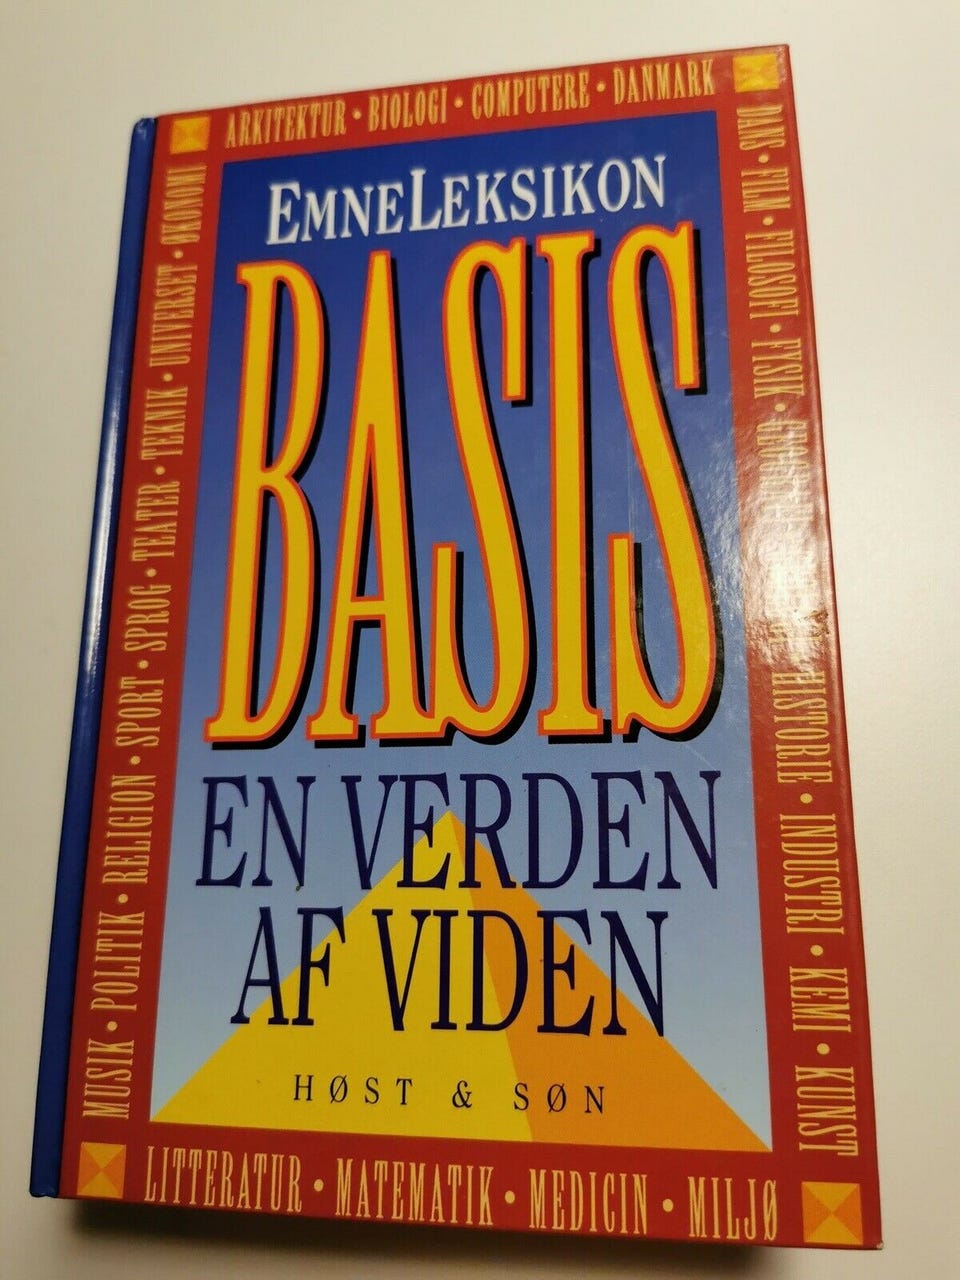 ARKITEKTUR • BIOLOGI • COMPUTERE • DANMARK
DANS • FILM • FILOSOFI • FYSIK • HISTORIE • INDUSTRI • KEMI • KUNST
EMNELEKSIKON
BASIS
EN VERDEN
AF VIDEN
HØST & SØN
LITTERATUR • MATEMATIK • MEDICIN • MILJØ
MUSIK • POLITIK • RELIGION • SPORT • SPROG • TEATER • TEKNIK • UNIVERSET • ØKONOMI